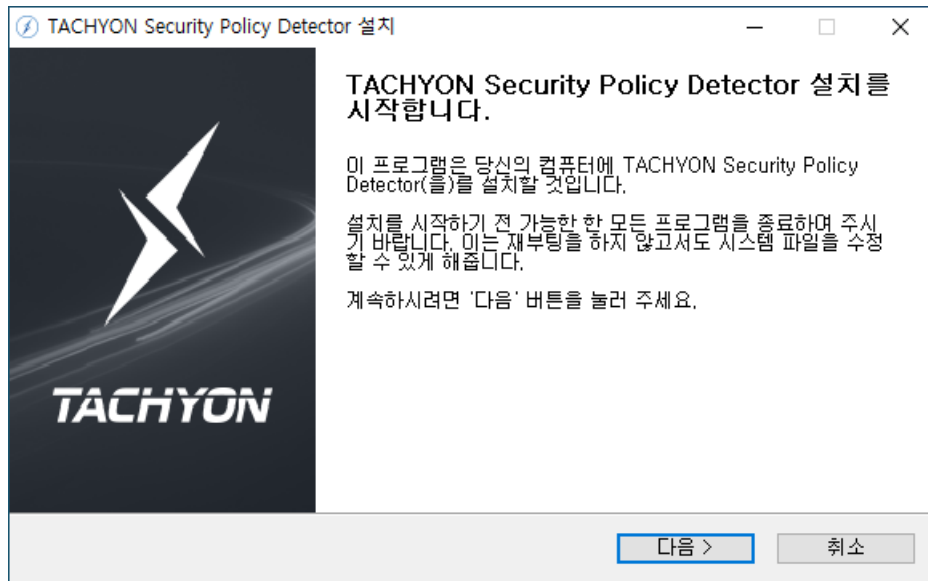 TACHYON Security Policy Detector 설치
TACHYON Security Policy Detector 설치를
시작합니다.
이 프로그램은 당신의 컴퓨터에 TACHYON Security Policy
Detector(을)를 설치할 것입니다.
설치를 시작하기 전 가능한 한 모든 프로그램을 종료하여 주시
기 바랍니다. 이는 재부팅을 하지 않고서도 시스템 파일을 수정
할 수 있게 해줍니다.
계속하시려면 '다음' 버튼을 눌러 주세요.
TACHYON
다음 >
취소